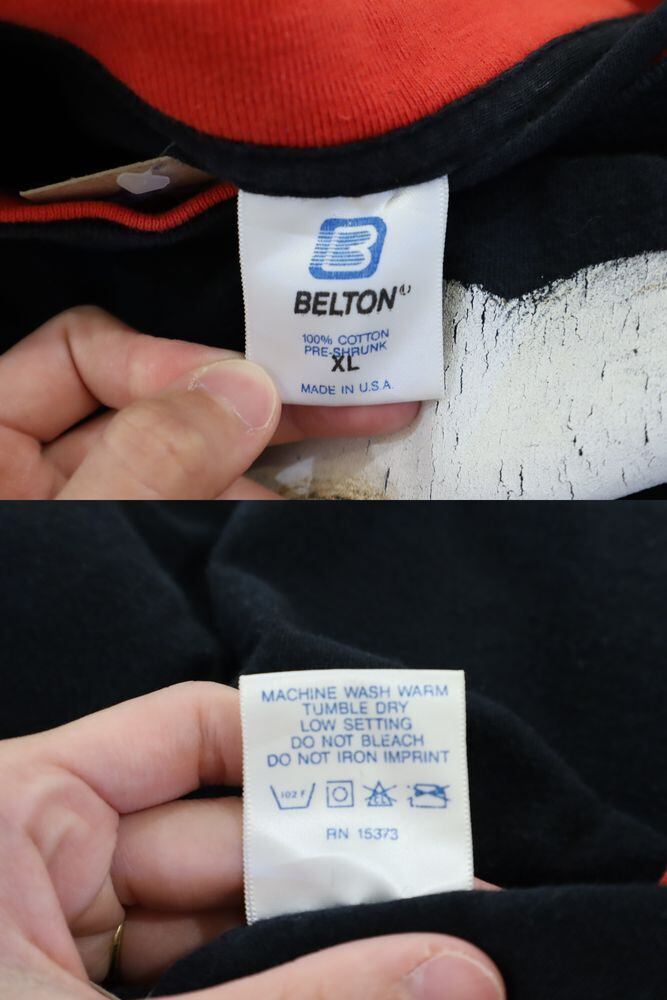 B
BELTON®
100% COTTON
PRE-SHRUNK
XL
MADE IN U.S.A.
MACHINE WASH WARM
TUMBLE DRY
LOW SETTING
DO NOT BLEACH
DO NOT IRON IMPRINT
102 F CL
RN 15373